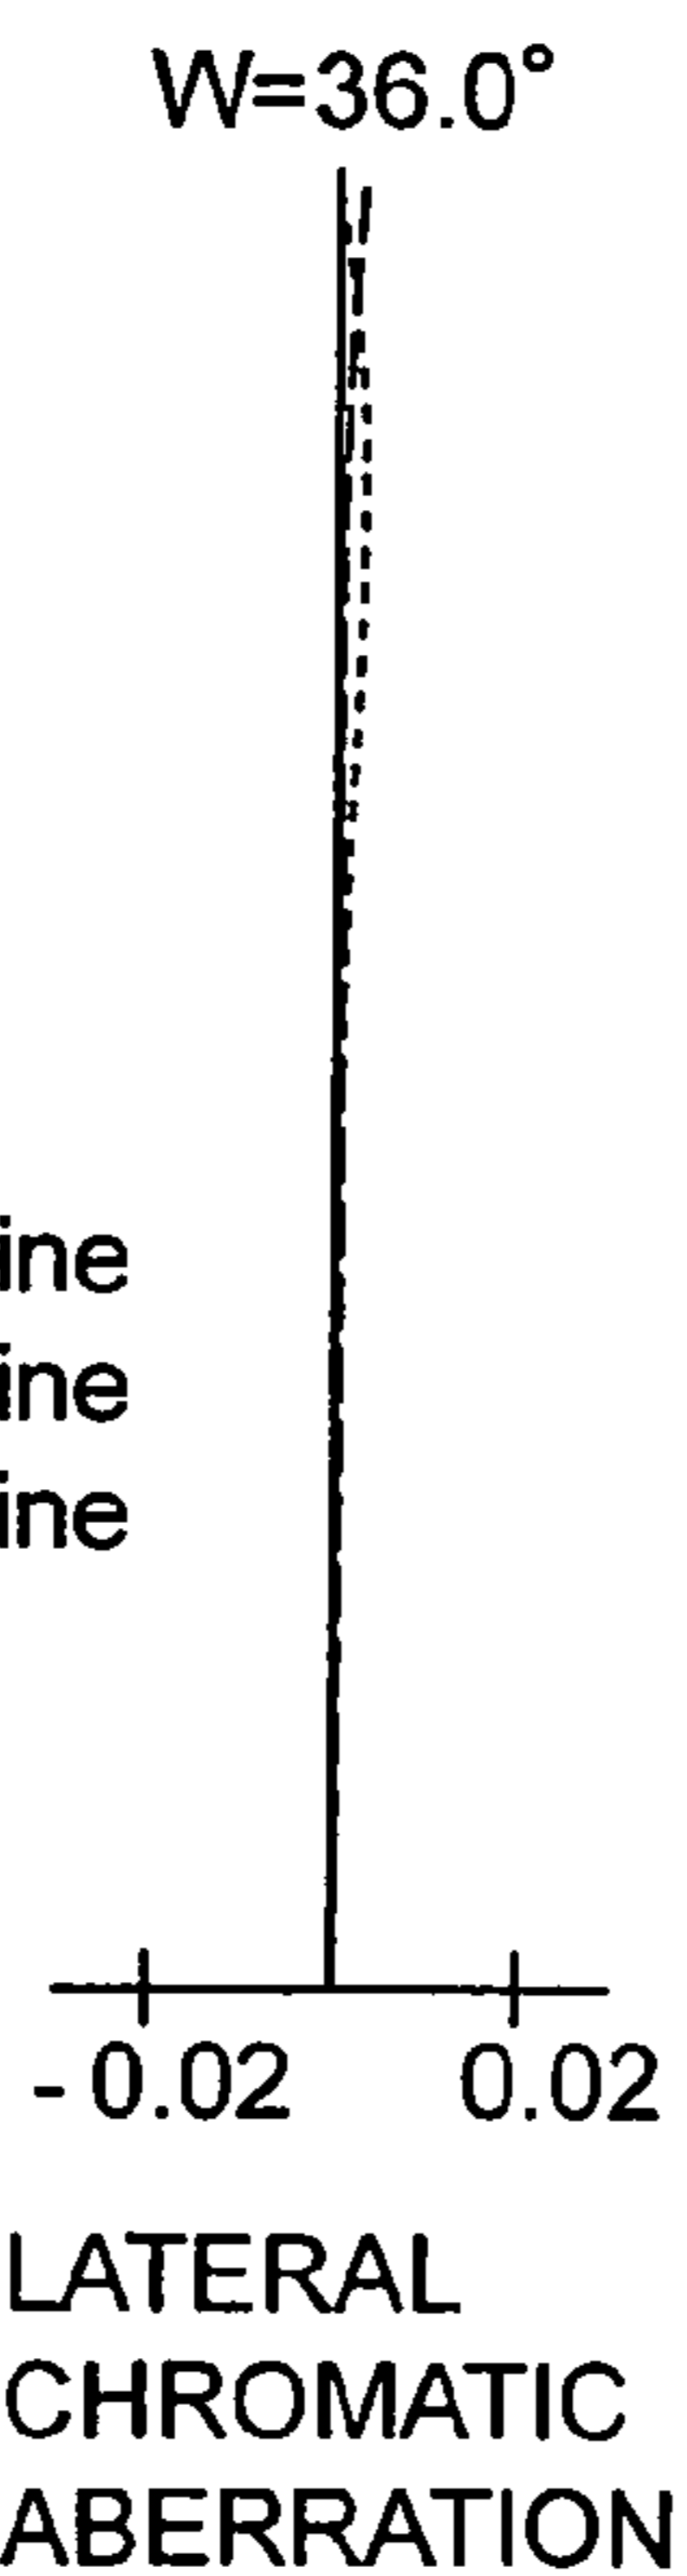 W=36.0°
ine
ine
ine
- 0.02 0.02
LATERAL
CHROMATIC
ABERRATION